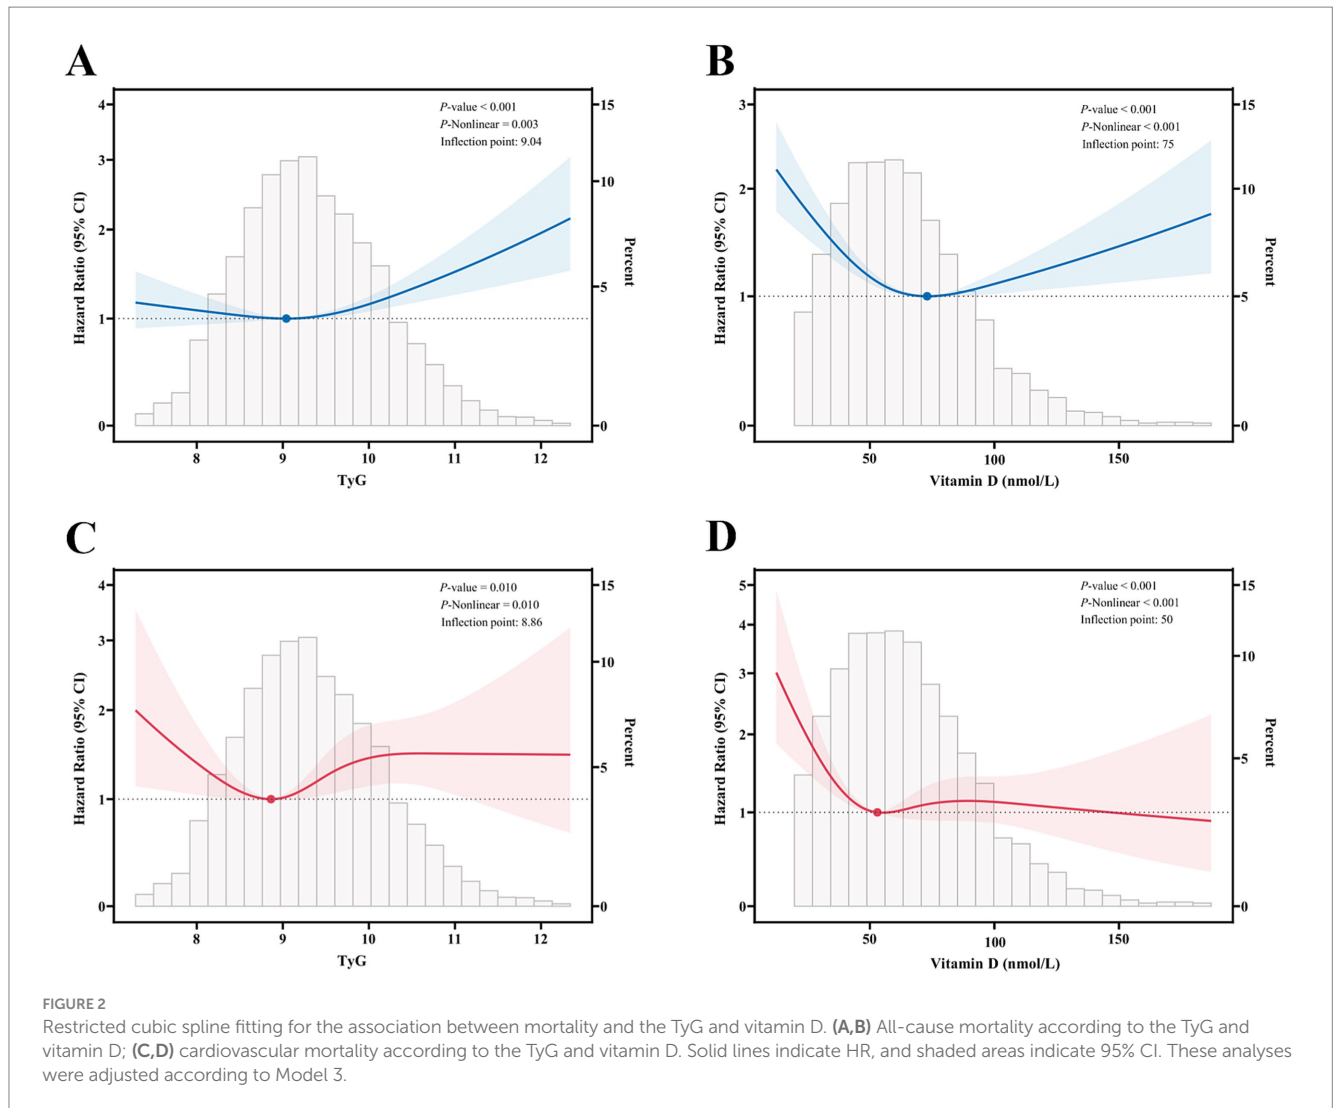 A
P-value < 0.001
P-Nonlinear = 0.003
Inflection point: 9.04
Hazard Ratio (95% CI)
4
3
2
1
0
15
10
5
0
Percent
8 9 10 11 12
TyG
B
P-value < 0.001
P-Nonlinear < 0.001
Inflection point: 75
Hazard Ratio (95% CI)
3
2
1
0
15
10
5
0
Percent
50 100 150
Vitamin D (nmol/L)
C
P-value = 0.010
P-Nonlinear = 0.010
Inflection point: 8.86
Hazard Ratio (95% CI)
4
3
2
1
0
15
10
5
0
Percent
8 9 10 11 12
TyG
D
P-value < 0.001
P-Nonlinear < 0.001
Inflection point: 50
Hazard Ratio (95% CI)
5
4
3
2
1
0
15
10
5
0
Percent
50 100 150
Vitamin D (nmol/L)
FIGURE 2
Restricted cubic spline fitting for the association between mortality and the TyG and vitamin D. (A,B) All-cause mortality according to the TyG and
vitamin D; (C,D) cardiovascular mortality according to the TyG and vitamin D. Solid lines indicate HR, and shaded areas indicate 95% CI. These analyses
were adjusted according to Model 3.